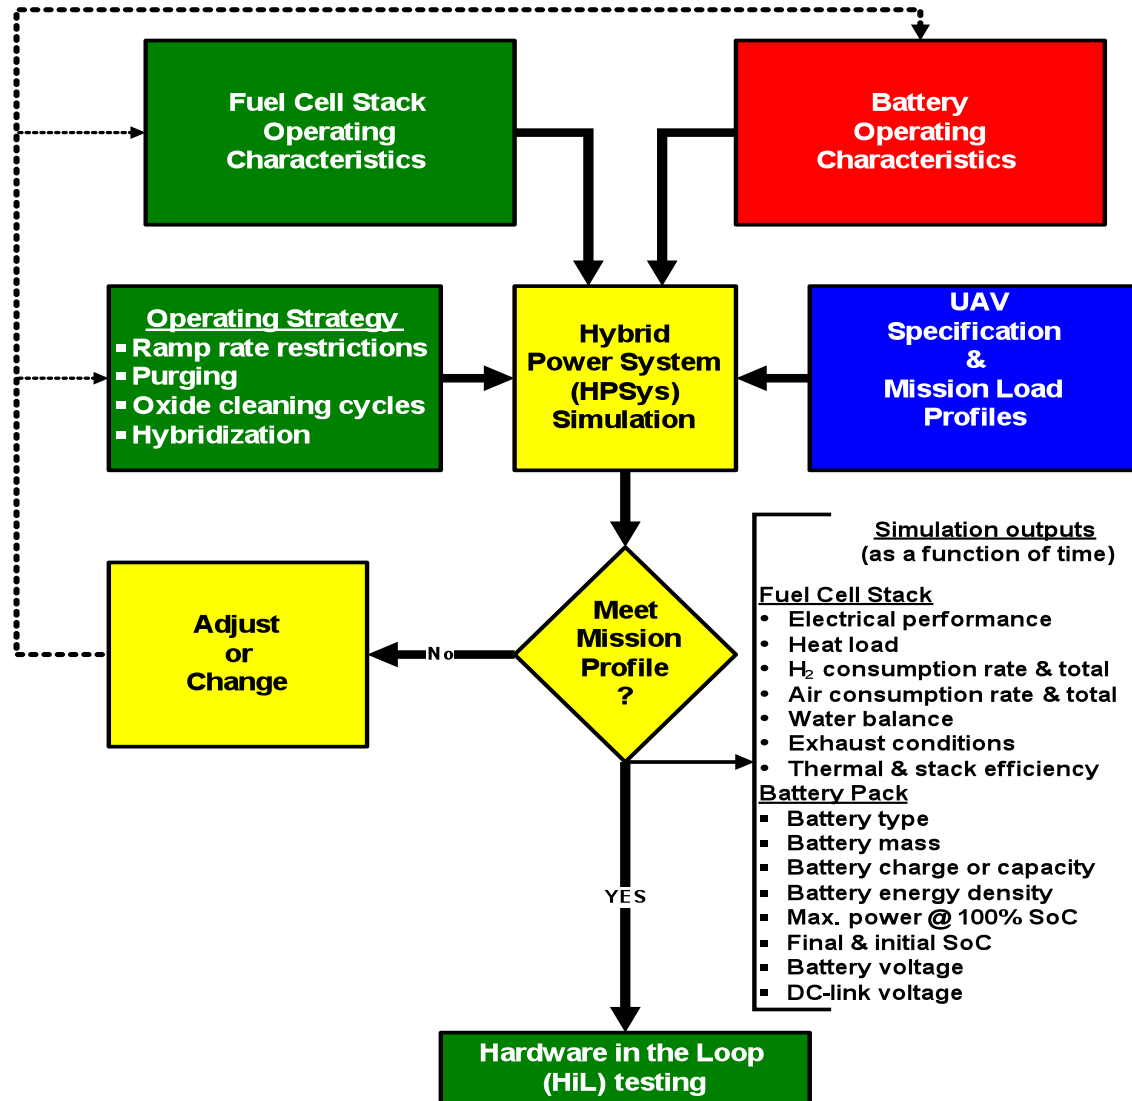 Fuel Cell Stack
Operating
Characteristics
Battery
Operating
Characteristics
Operating Strategy
▪ Ramp rate restrictions
▪ Purging
▪ Oxide cleaning cycles
▪ Hybridization
Hybrid
Power System
(HPSys)
Simulation
UAV
Specification
&
Mission Load
Profiles
Adjust
or
Change
No
Meet
Mission
Profile
?
Simulation outputs
(as a function of time)
Fuel Cell Stack
• Electrical performance
• Heat load
• H₂ consumption rate & total
• Air consumption rate & total
• Water balance
• Exhaust conditions
• Thermal & stack efficiency
Battery Pack
▪ Battery type
▪ Battery mass
▪ Battery charge or capacity
▪ Battery energy density
▪ Max. power @ 100% SoC
▪ Final & initial SoC
▪ Battery voltage
▪ DC-link voltage
YES
Hardware in the Loop
(HiL) testing